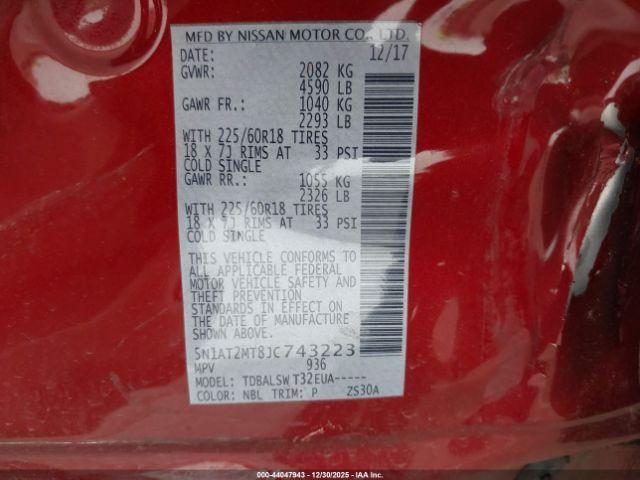 MFD BY NISSAN MOTOR CO., LTD.
DATE: 12/17
GVWR: 2082 KG
4590 LB
GAWR FR.: 1040 KG
2293 LB
WITH 225/60R18 TIRES
18 X 7J RIMS AT 33 PSI
COLD SINGLE
GAWR RR.: 1055 KG
2326 LB
WITH 225/60R18 TIRES
18 X 7J RIMS AT 33 PSI
COLD SINGLE
THIS VEHICLE CONFORMS TO
ALL APPLICABLE FEDERAL
MOTOR VEHICLE SAFETY AND
THEFT PREVENTION
STANDARDS IN EFFECT ON
THE DATE OF MANUFACTURE
SHOWN ABOVE.
5N1AT2MT8JC743223
MPV 936
MODEL: TDBALSW T32EUA-----
COLOR: NBL TRIM: P ZS30A
(BRANCH) - 44047943 - 12/30/2025 - IAA Inc.